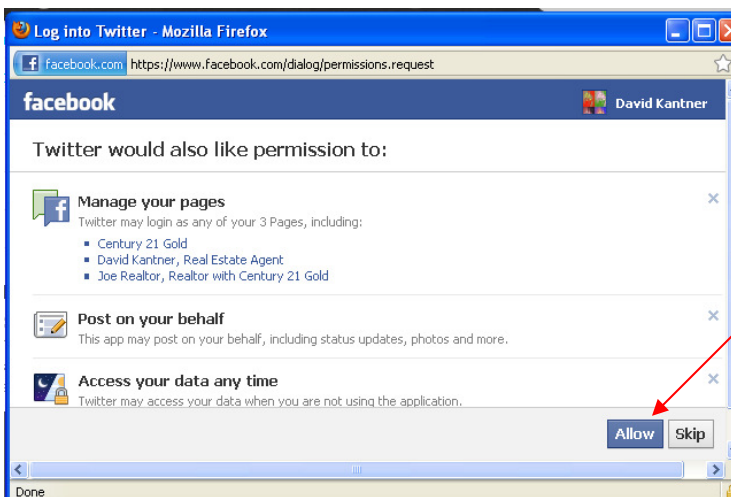 Log into Twitter - Mozilla Firefox
facebook.com https://www.facebook.com/dialog/permissions.request
facebook David Kantner
Twitter would also like permission to:
Manage your pages
Twitter may login as any of your 3 Pages, including:
Century 21 Gold
David Kantner, Real Estate Agent
Joe Realtor, Realtor with Century 21 Gold
Post on your behalf
This app may post on your behalf, including status updates, photos and more.
Access your data any time
Twitter may access your data when you are not using the application.
Allow Skip
Done